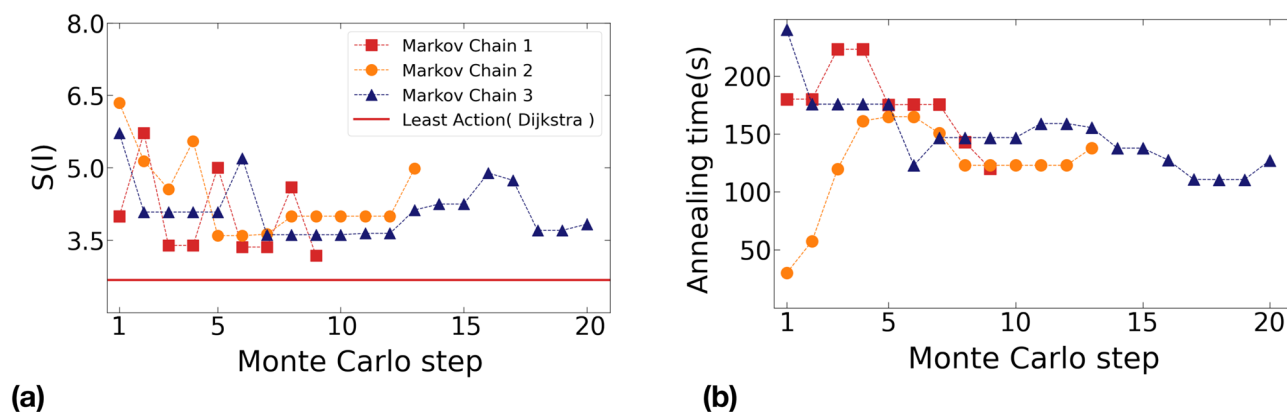 8.0
6.5
5.0
3.5
S(I)
Markov Chain 1
Markov Chain 2
Markov Chain 3
Least Action( Dijkstra )
1 5 10 15 20
Monte Carlo step
(a)
200
150
100
50
Annealing time(s)
1 5 10 15 20
Monte Carlo step
(b)